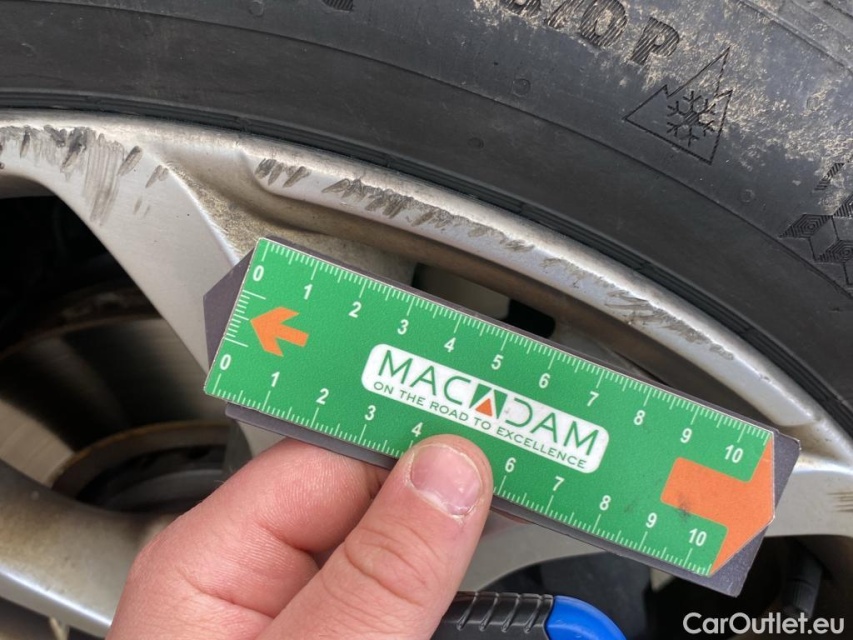 0 1 2 3 4 5 6 7 8 9 10
MACADAM
ON THE ROAD TO EXCELLENCE
0 1 2 3 4 6 7 8 9 10
CarOutlet.eu